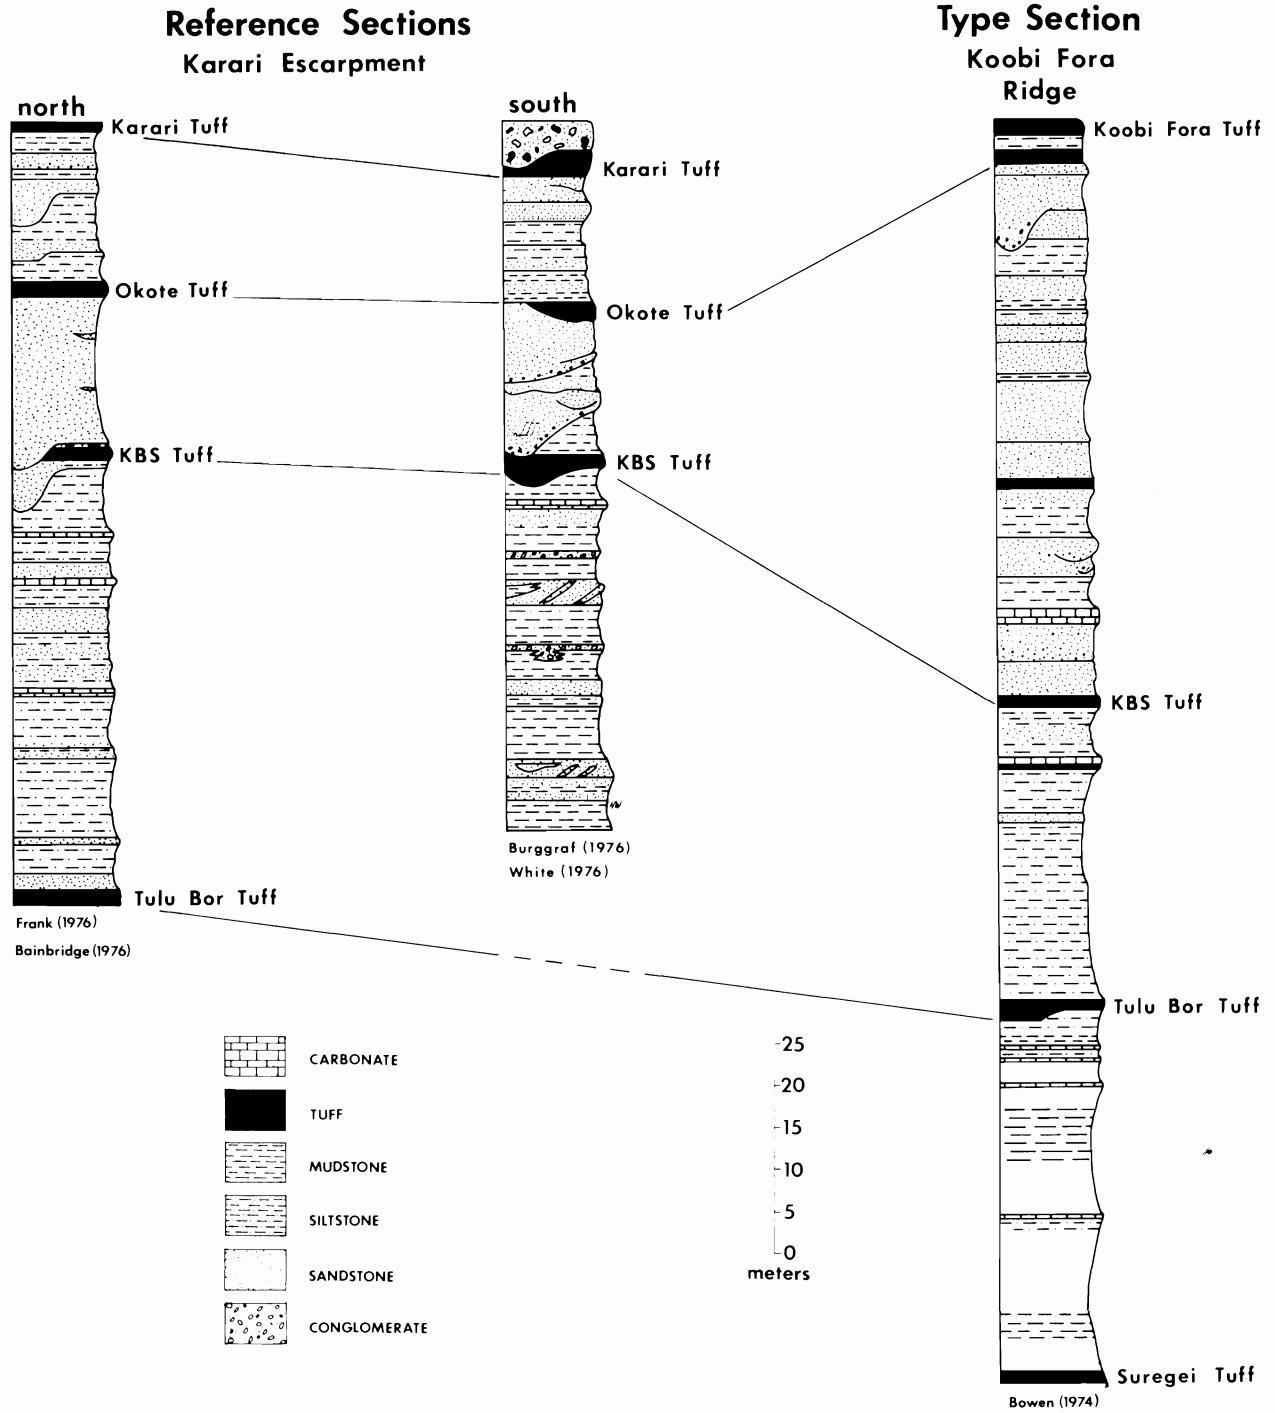 Reference Sections
Karari Escarpment
Type Section
Koobi Fora
Ridge
north
Karari Tuff
Okote Tuff
KBS Tuff
Tulu Bor Tuff
Frank (1976)
Bainbridge (1976)
south
Karari Tuff
Okote Tuff
KBS Tuff
Burggraf (1976)
White (1976)
Koobi Fora Tuff
KBS Tuff
Tulu Bor Tuff
Suregei Tuff
Bowen (1974)
CARBONATE
TUFF
MUDSTONE
SILTSTONE
SANDSTONE
CONGLOMERATE
25
20
15
10
5
0
meters